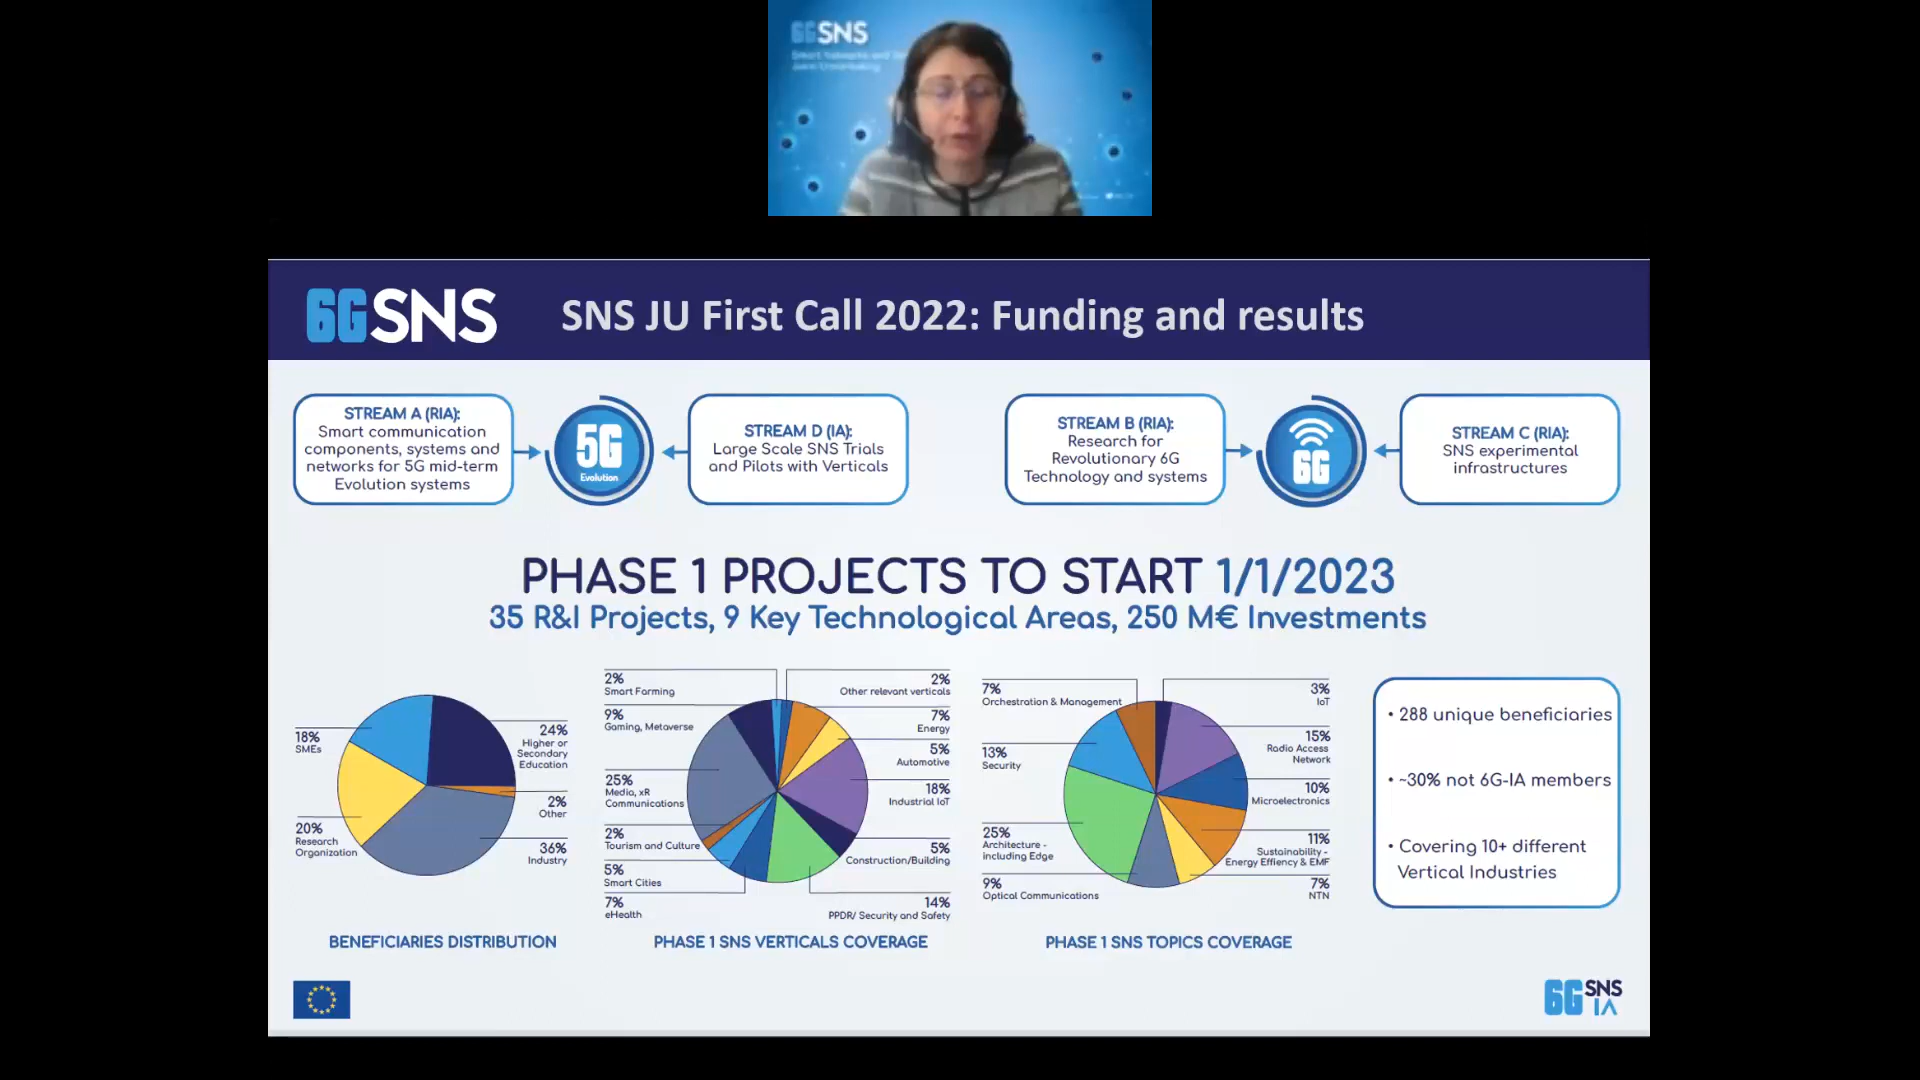 6GSNS
Smart Networks and
Joint Undertaking
6GSNS
SNS JU First Call 2022: Funding and results
STREAM A (RIA):
Smart communication
components, systems and
networks for 5G mid-term
Evolution systems
5G
Evolution
STREAM D (IA):
Large Scale SNS Trials
and Pilots with Verticals
STREAM B (RIA):
Research for
Revolutionary 6G
Technology and systems
6G
STREAM C (RIA):
SNS experimental
infrastructures
PHASE 1 PROJECTS TO START 1/1/2023
35 R&I Projects, 9 Key Technological Areas, 250 M€ Investments
18%
SMEs
20%
Research
Organization
24%
Higher or
Secondary
Education
2%
Other
36%
Industry
BENEFICIARIES DISTRIBUTION
2%
Smart Farming
9%
Gaming, Metaverse
25%
Media, xR
Communications
2%
Tourism and Culture
5%
Smart Cities
7%
eHealth
2%
Other relevant verticals
7%
Energy
5%
Automotive
18%
Industrial IoT
5%
Construction/Building
14%
PPDR/ Security and Safety
PHASE 1 SNS VERTICALS COVERAGE
7%
Orchestration & Management
13%
Security
25%
Architecture -
including Edge
9%
Optical Communications
3%
IoT
15%
Radio Access
Network
10%
Microelectronics
11%
Sustainability -
Energy Effiency & EMF
7%
NTN
PHASE 1 SNS TOPICS COVERAGE
• 288 unique beneficiaries
• ~30% not 6G-IA members
• Covering 10+ different
Vertical Industries
6G SNS
IA